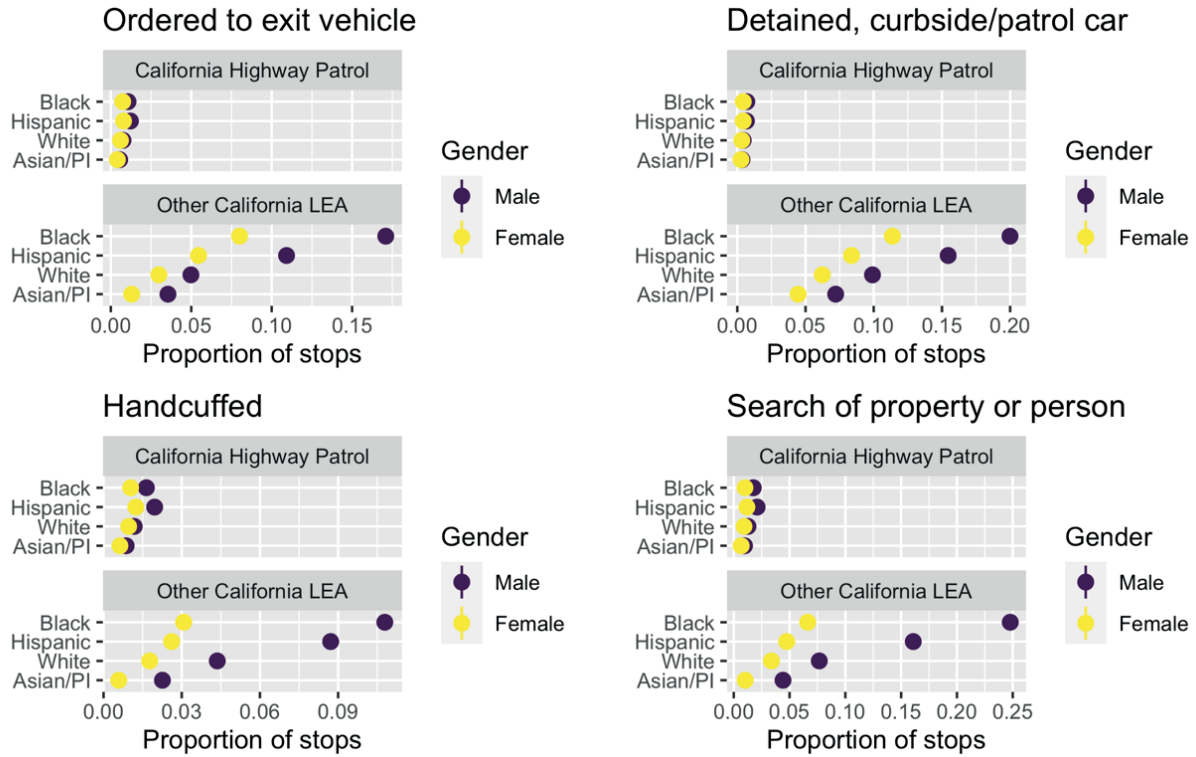 Ordered to exit vehicle
California Highway Patrol
Black
Hispanic
White
Asian/PI
Other California LEA
Black
Hispanic
White
Asian/PI
0.00 0.05 0.10 0.15
Proportion of stops
Gender
Male
Female
Detained, curbside/patrol car
California Highway Patrol
Black
Hispanic
White
Asian/PI
Other California LEA
Black
Hispanic
White
Asian/PI
0.00 0.05 0.10 0.15 0.20
Proportion of stops
Gender
Male
Female
Handcuffed
California Highway Patrol
Black
Hispanic
White
Asian/PI
Other California LEA
Black
Hispanic
White
Asian/PI
0.00 0.03 0.06 0.09
Proportion of stops
Gender
Male
Female
Search of property or person
California Highway Patrol
Black
Hispanic
White
Asian/PI
Other California LEA
Black
Hispanic
White
Asian/PI
0.00 0.05 0.10 0.15 0.20 0.25
Proportion of stops
Gender
Male
Female